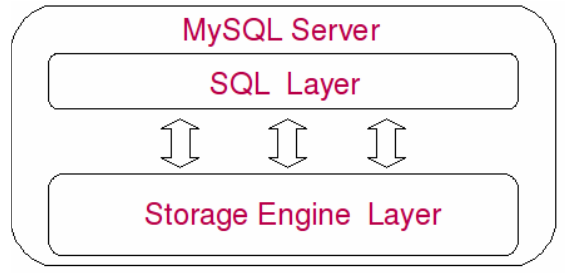 MySQL Server
SQL Layer
Storage Engine Layer